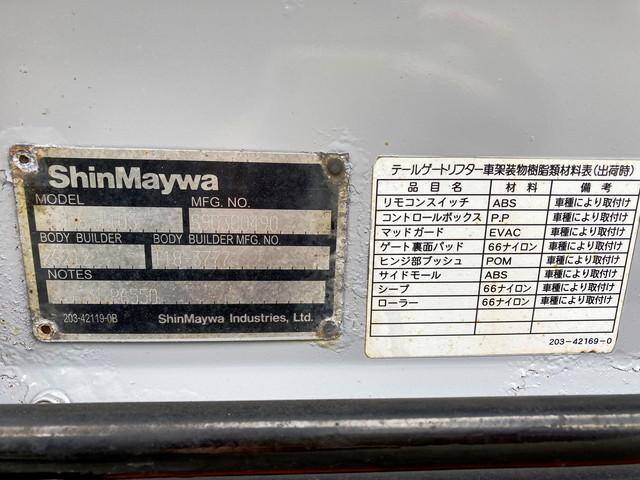 ShinMaywa
MODEL
MFG. NO.
BODY BUILDER
BODY BUILDER MFG. NO.
NOTES
203-42119-0B
ShinMaywa Industries, Ltd.
テールゲートリフター車架装物樹脂類材料表(出荷時)
品 名 材 料 備 考
リモコンスイッチ ABS 車種により取付け
コントロールボックス P.P 車種により取付け
マッドガード EVAC 車種により取付け
ゲート裏面パッド 66ナイロン 車種により取付け
ヒンジ部ブッシュ POM 車種により取付け
サイドモール ABS 車種により取付け
シーブ 66ナイロン 車種により取付け
ローラー 66ナイロン 車種により取付け
203-42169-0